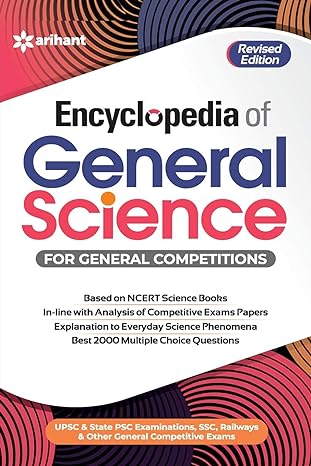 arihant
Revised
Edition
Encyclopedia of
General
Science
FOR GENERAL COMPETITIONS
Based on NCERT Science Books
In-line with Analysis of Competitive Exams Papers
Explanation to Everyday Science Phenomena
Best 2000 Multiple Choice Questions
UPSC & State PSC Examinations, SSC, Railways
& Other General Competitive Exams